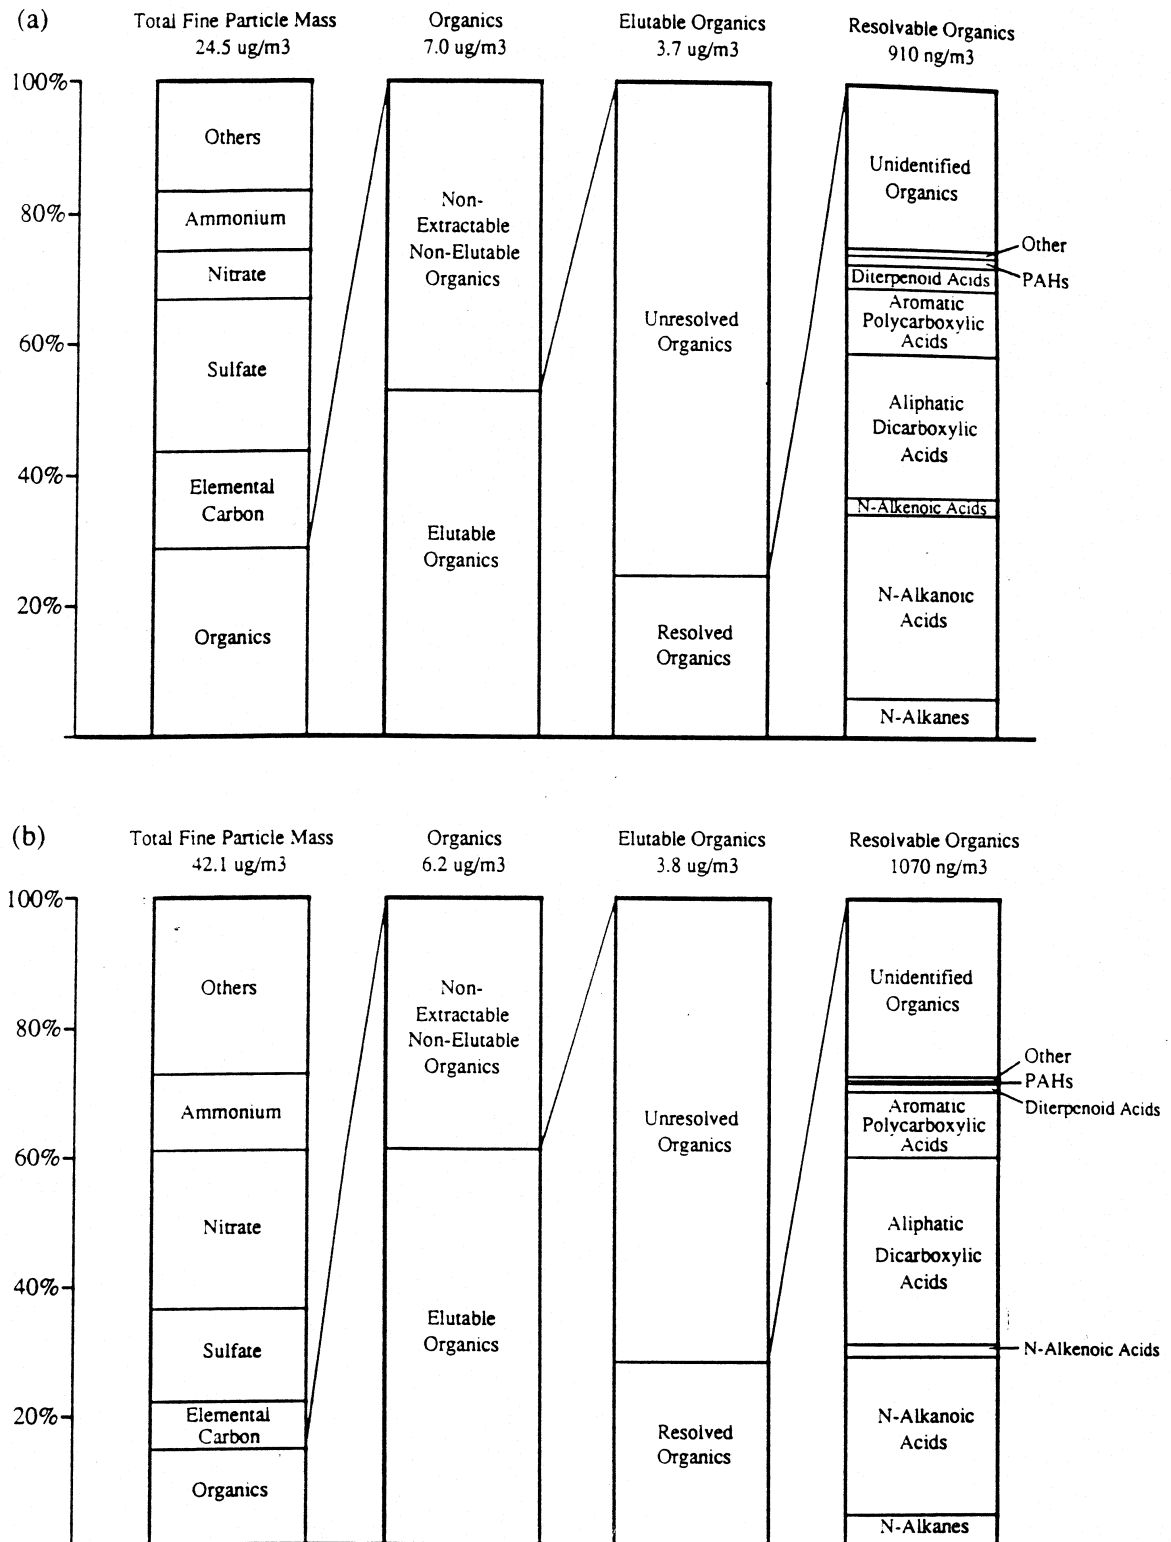 (a)
Total Fine Particle Mass
24.5 ug/m3
Organics
7.0 ug/m3
Elutable Organics
3.7 ug/m3
Resolvable Organics
910 ng/m3
100%
80%
60%
40%
20%
Others
Ammonium
Nitrate
Sulfate
Elemental
Carbon
Organics
Non-
Extractable
Non-Elutable
Organics
Elutable
Organics
Unresolved
Organics
Resolved
Organics
Unidentified
Organics
Other
PAHs
Diterpenoid Acids
Aromatic
Polycarboxylic
Acids
Aliphatic
Dicarboxylic
Acids
N-Alkenoic Acids
N-Alkanoic
Acids
N-Alkanes
(b)
Total Fine Particle Mass
42.1 ug/m3
Organics
6.2 ug/m3
Elutable Organics
3.8 ug/m3
Resolvable Organics
1070 ng/m3
100%
80%
60%
40%
20%
Others
Ammonium
Nitrate
Sulfate
Elemental
Carbon
Organics
Non-
Extractable
Non-Elutable
Organics
Elutable
Organics
Unresolved
Organics
Resolved
Organics
Unidentified
Organics
Other
PAHs
Diterpenoid Acids
Aromatic
Polycarboxylic
Acids
Aliphatic
Dicarboxylic
Acids
N-Alkenoic Acids
N-Alkanoic
Acids
N-Alkanes